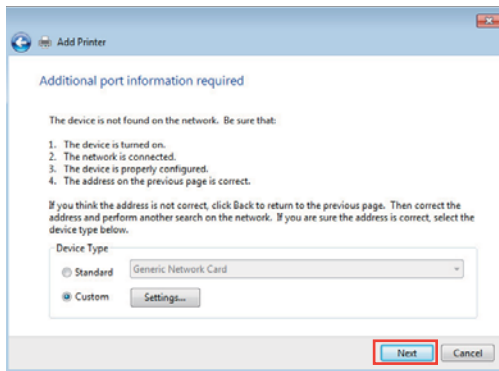 Add Printer
Additional port information required
The device is not found on the network. Be sure that:
1. The device is turned on.
2. The network is connected.
3. The device is properly configured.
4. The address on the previous page is correct.
If you think the address is not correct, click Back to return to the previous page. Then correct the
address and perform another search on the network. If you are sure the address is correct, select the
device type below.
Device Type
Standard Generic Network Card
Custom Settings...
Next Cancel